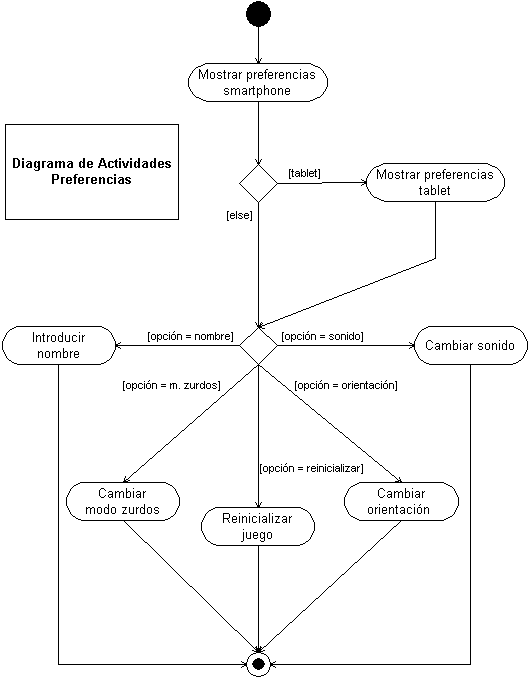 Mostrar preferencias
smartphone
Diagrama de Actividades
Preferencias
[tablet]
Mostrar preferencias
tablet
[else]
Introducir
nombre
[opción = nombre]
[opción = sonido]
Cambiar sonido
[opción = m. zurdos]
[opción = orientación]
[opción = reinicializar]
Cambiar
modo zurdos
Reinicializar
juego
Cambiar
orientación